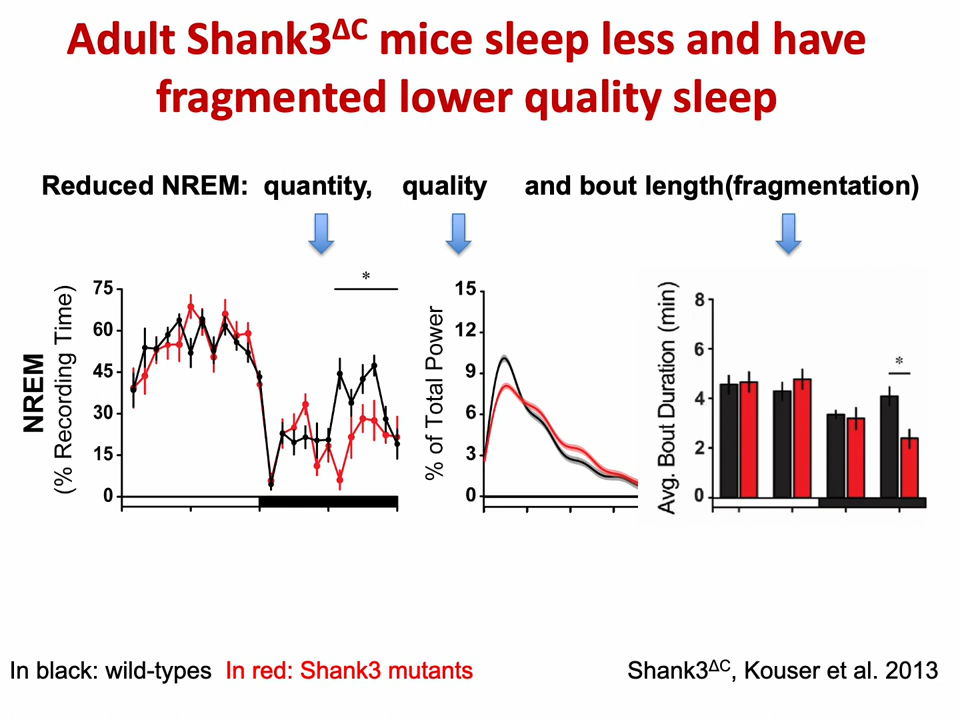 Adult Shank3ΔC mice sleep less and have
fragmented lower quality sleep
Reduced NREM: quantity, quality and bout length(fragmentation)
NREM
(% Recording Time)
75
60
45
30
15
0
*
% of Total Power
15
12
9
6
3
0
Avg. Bout Duration (min)
8
6
4
2
0
*
In black: wild-types In red: Shank3 mutants
Shank3ΔC, Kouser et al. 2013